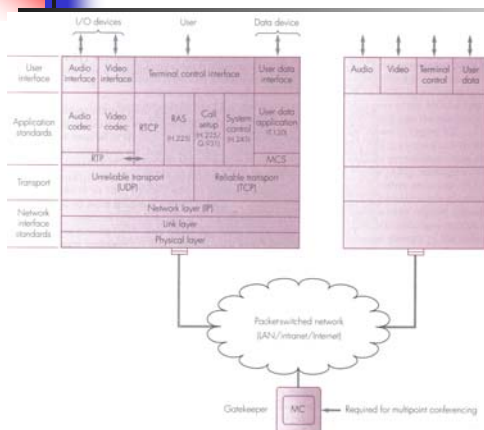 I/O devices
User
Data device
User interface
Audio interface
Video interface
Terminal control interface
User data interface
Audio
Video
Terminal control
User data
Application standards
Audio codec
Video codec
RTCP
RAS (H.225)
Call setup (H.225/Q.931)
System control (H.245)
User data application (T.120)
RTP
MCS
Transport
Unreliable transport (UDP)
Reliable transport (TCP)
Network interface standards
Network layer (IP)
Link layer
Physical layer
Packet-switched network
(LAN/intranet/Internet)
Gatekeeper
MC
Required for multipoint conferencing